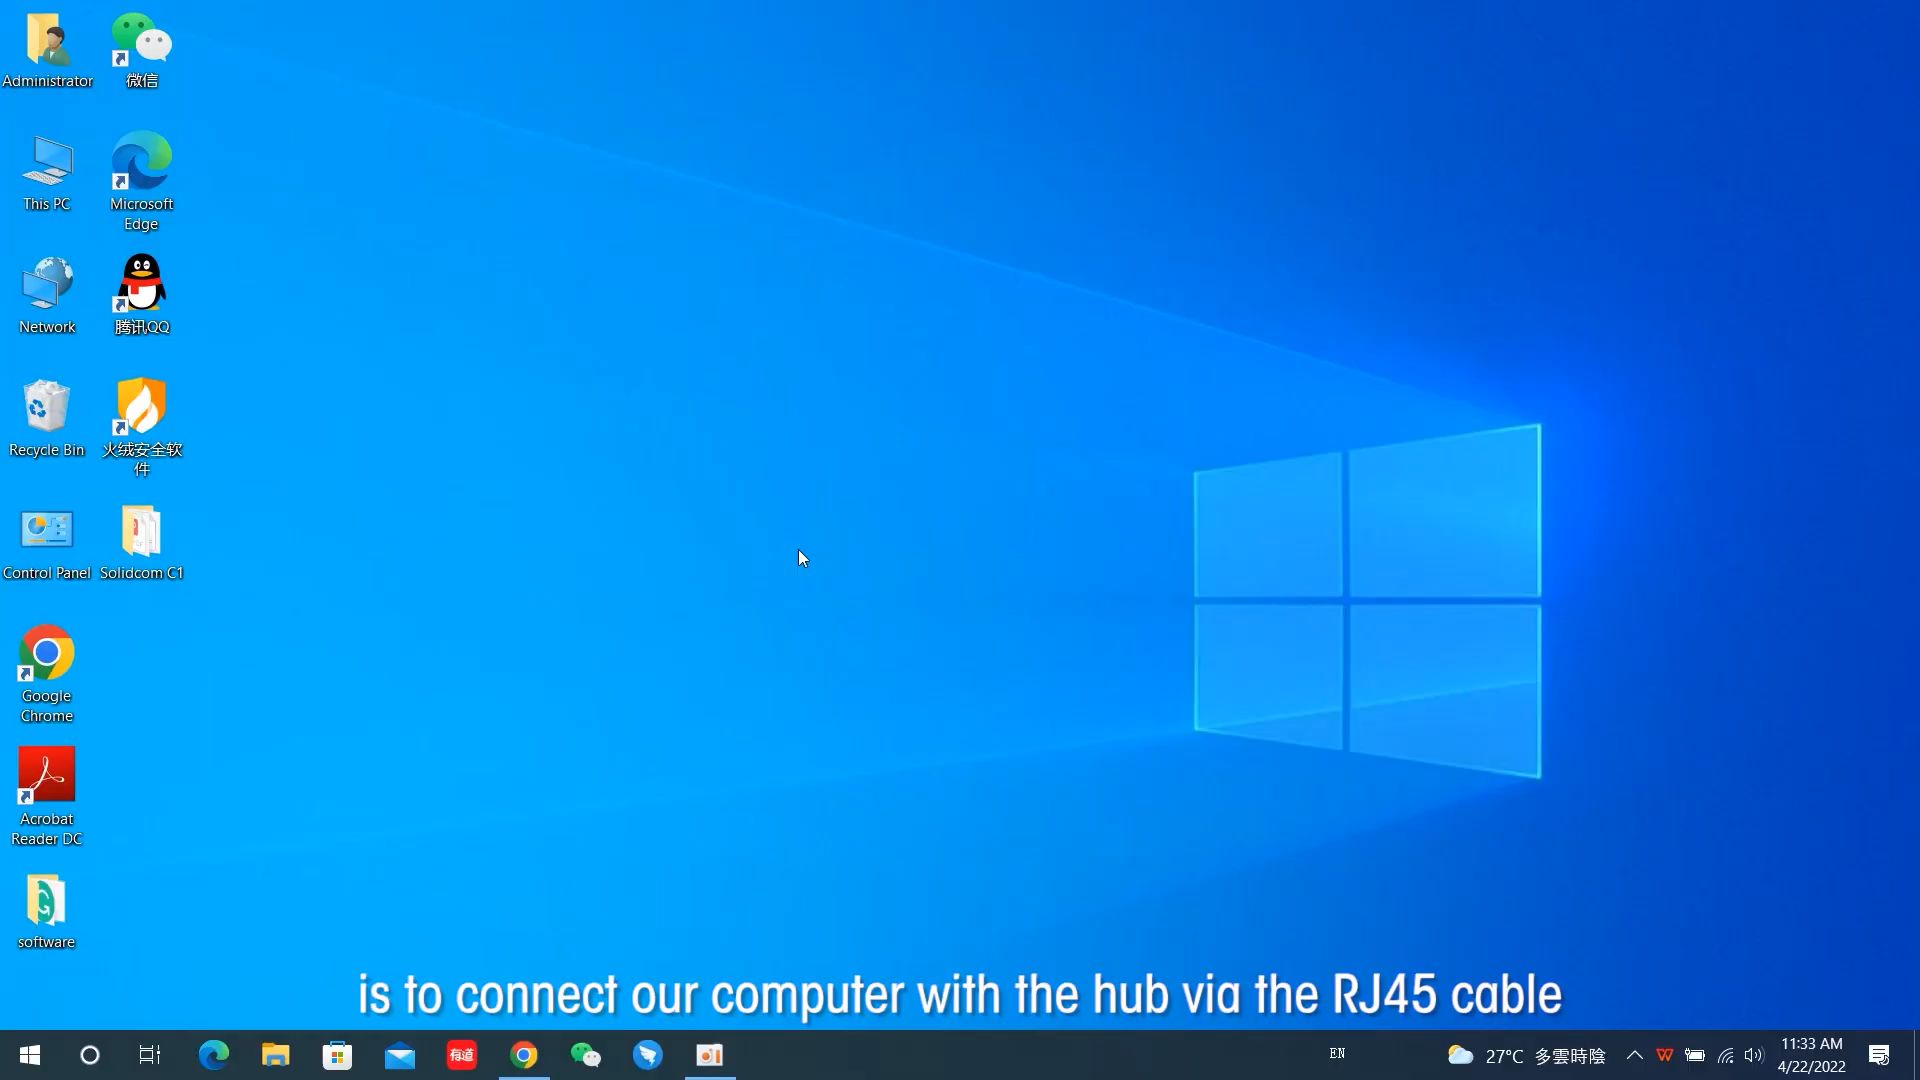 Administrator
微信
This PC
Microsoft
Edge
Network
腾讯QQ
Recycle Bin
火绒安全软
件
Control Panel
Solidcom C1
Google
Chrome
Acrobat
Reader DC
software
is to connect our computer with the hub via the RJ45 cable
有道
EN
27°C 多雲時陰
11:33 AM
4/22/2022